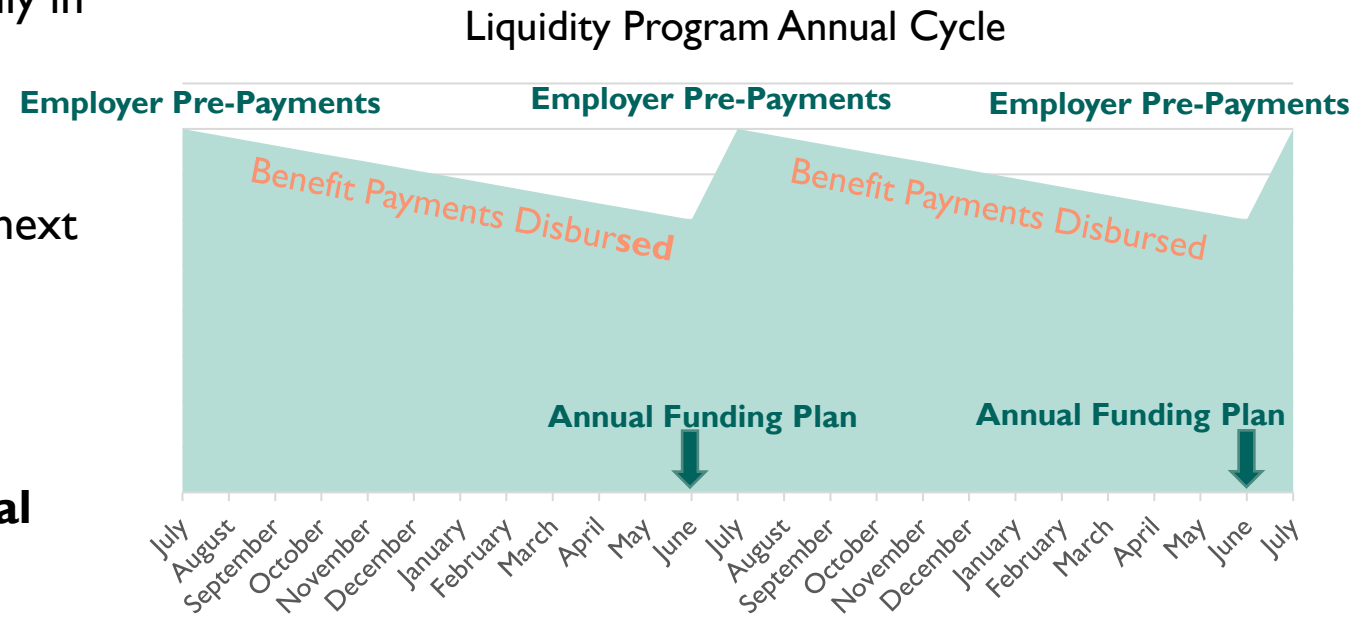 ly in
Liquidity Program Annual Cycle
Employer Pre-Payments
Employer Pre-Payments
Employer Pre-Payments
Benefit Payments Disbursed
Benefit Payments Disbursed
next
Annual Funding Plan
Annual Funding Plan
al
July
August
September
October
November
December
January
February
March
April
May
June
July
August
September
October
November
December
January
February
March
April
May
June
July